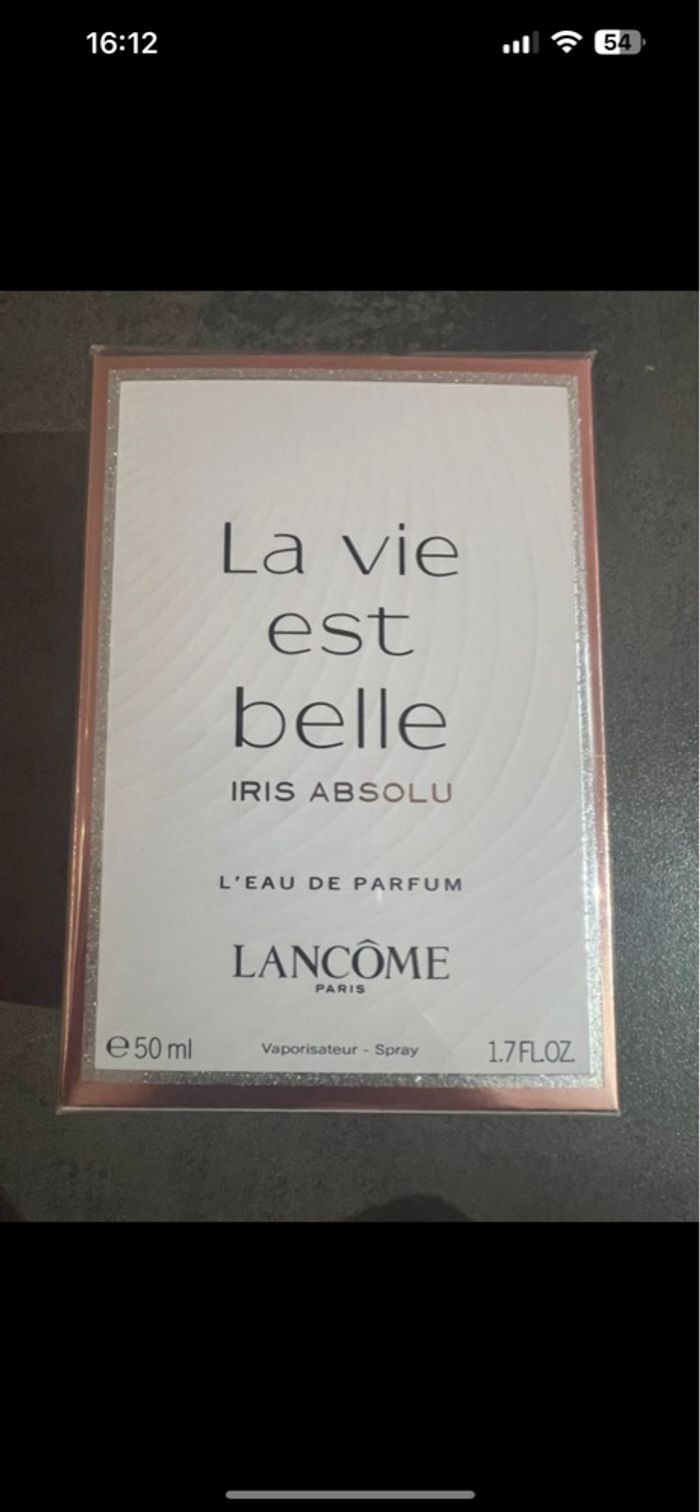 16:12
54
La vie
est
belle
IRIS ABSOLU
L'EAU DE PARFUM
LANCÔME
PARIS
e 50 ml Vaporisateur - Spray 1.7 FL.OZ.